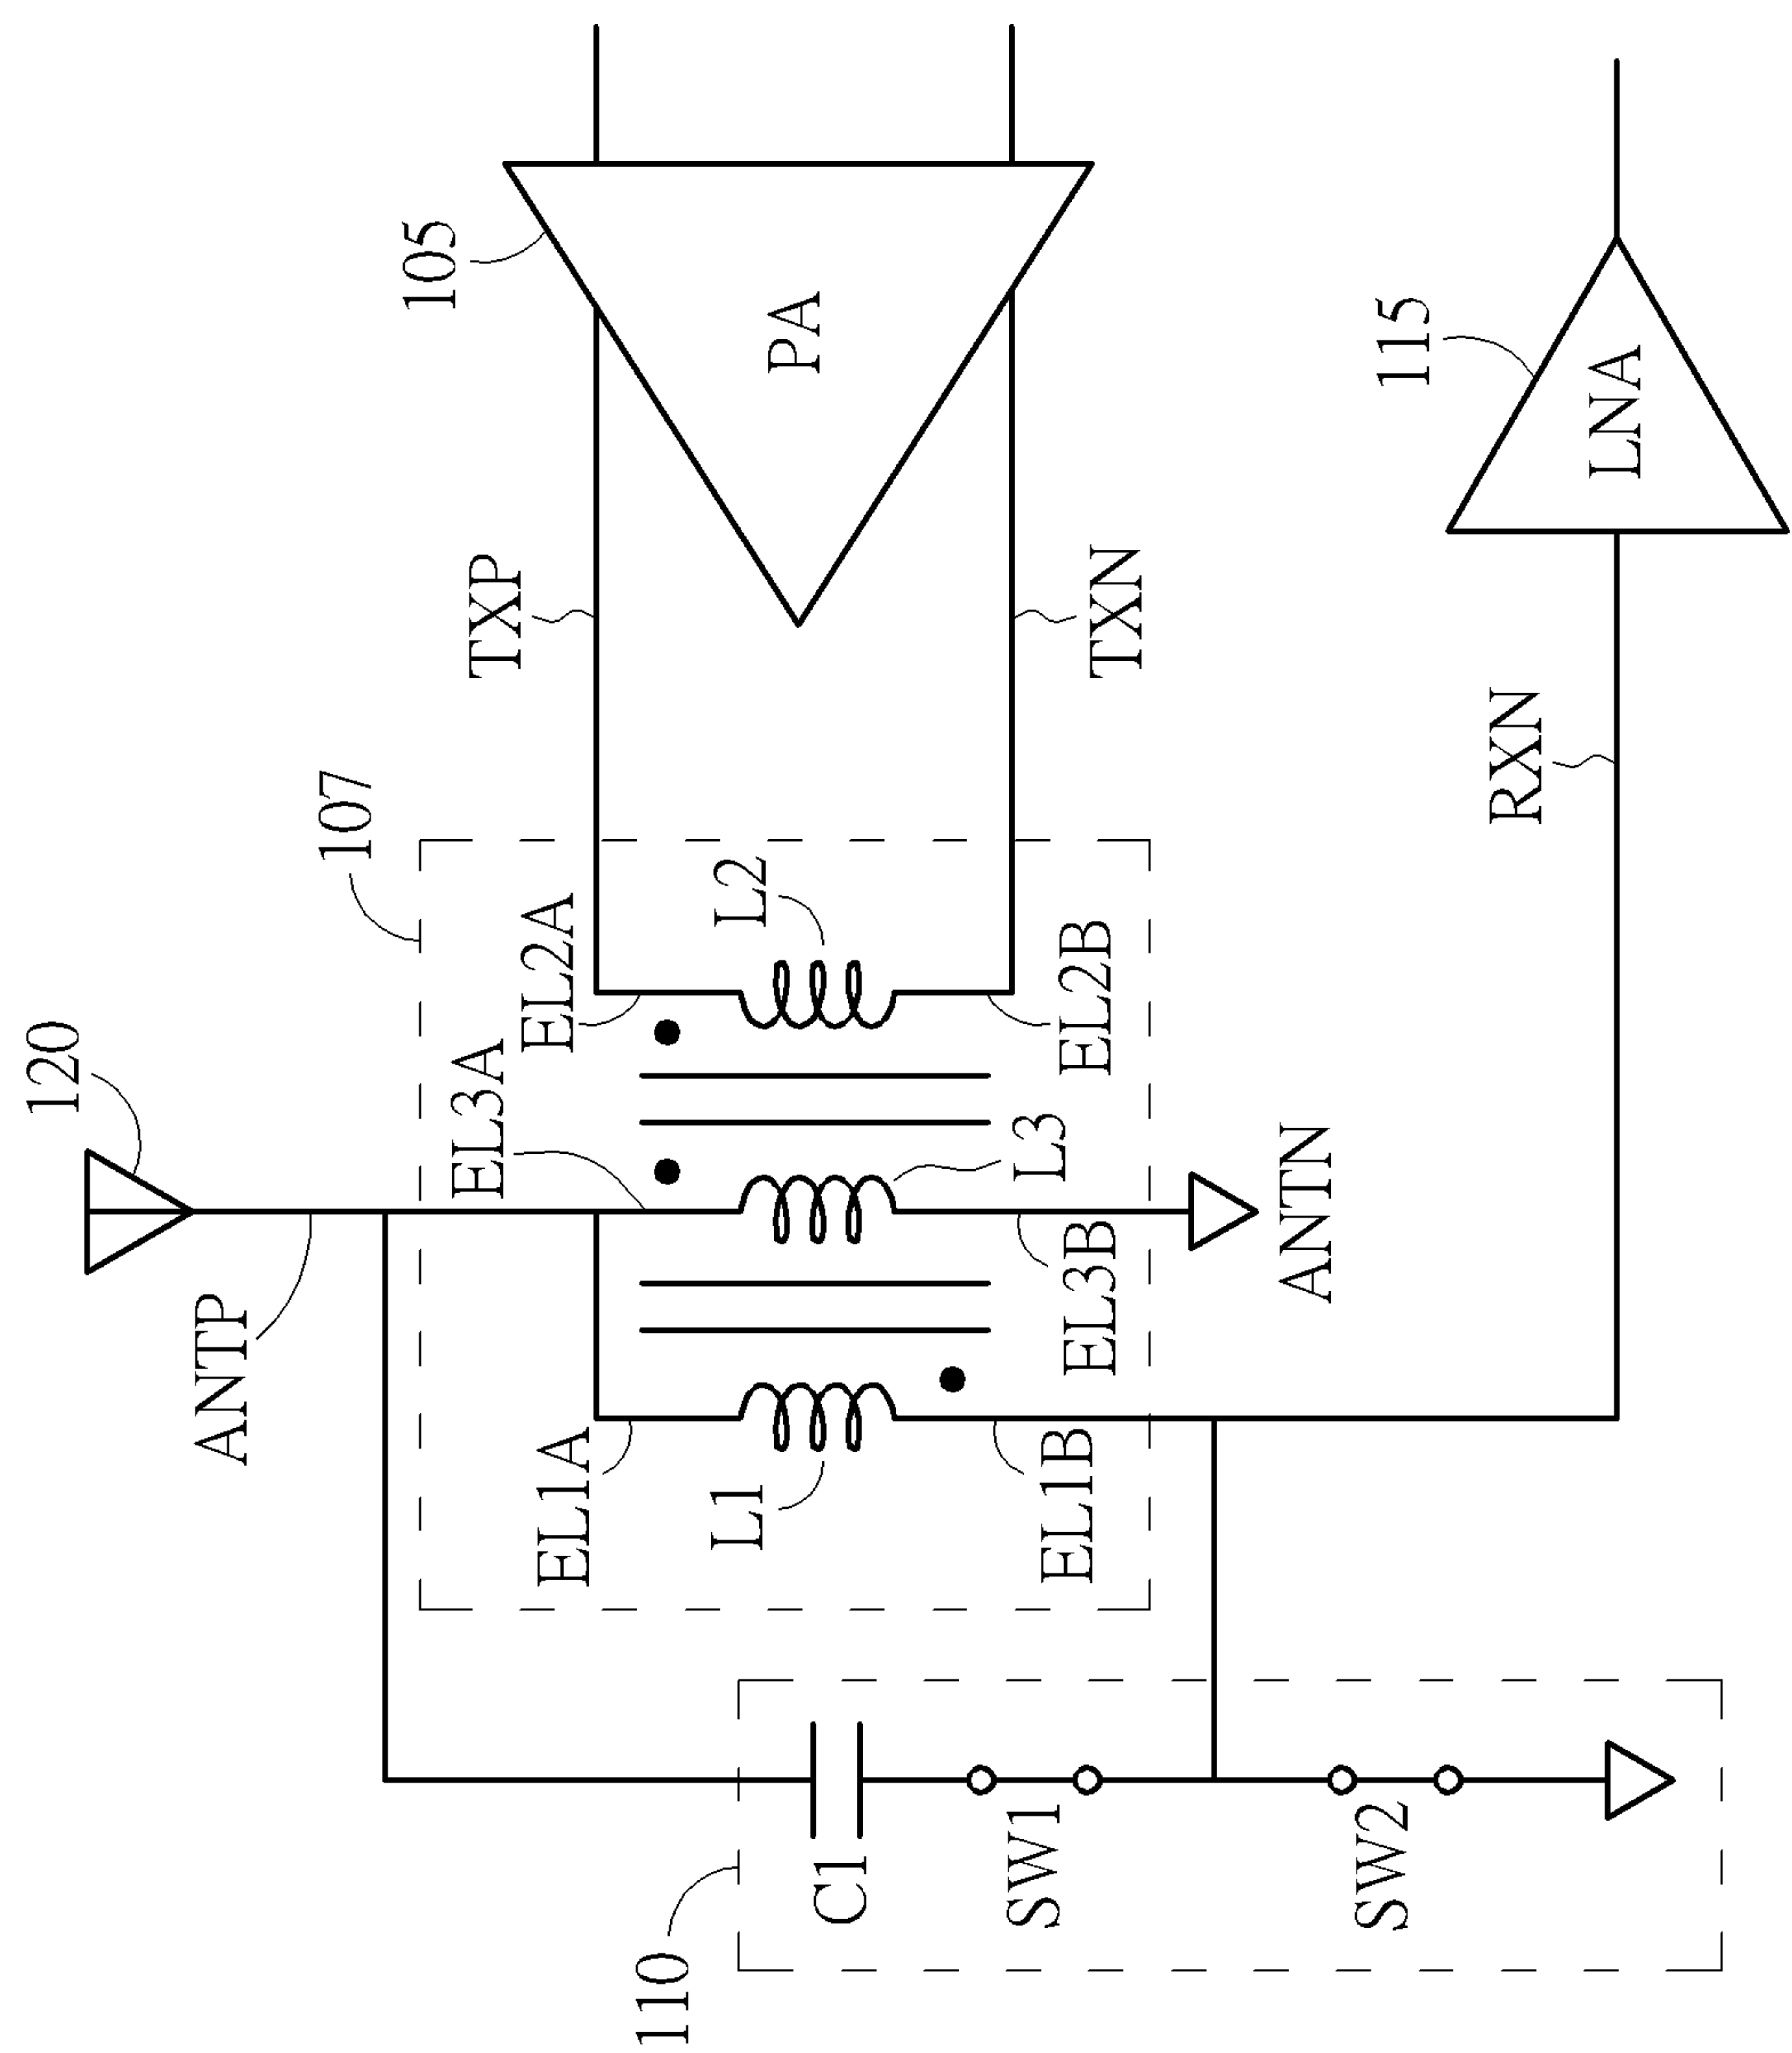 120
ANTP
107
105
TXP
PA
EL2A
EL3A
L2
EL1A
L1
L3
EL2B
EL3B
EL1B
TXN
ANTN
115
LNA
RXN
110
C1
SW1
SW2